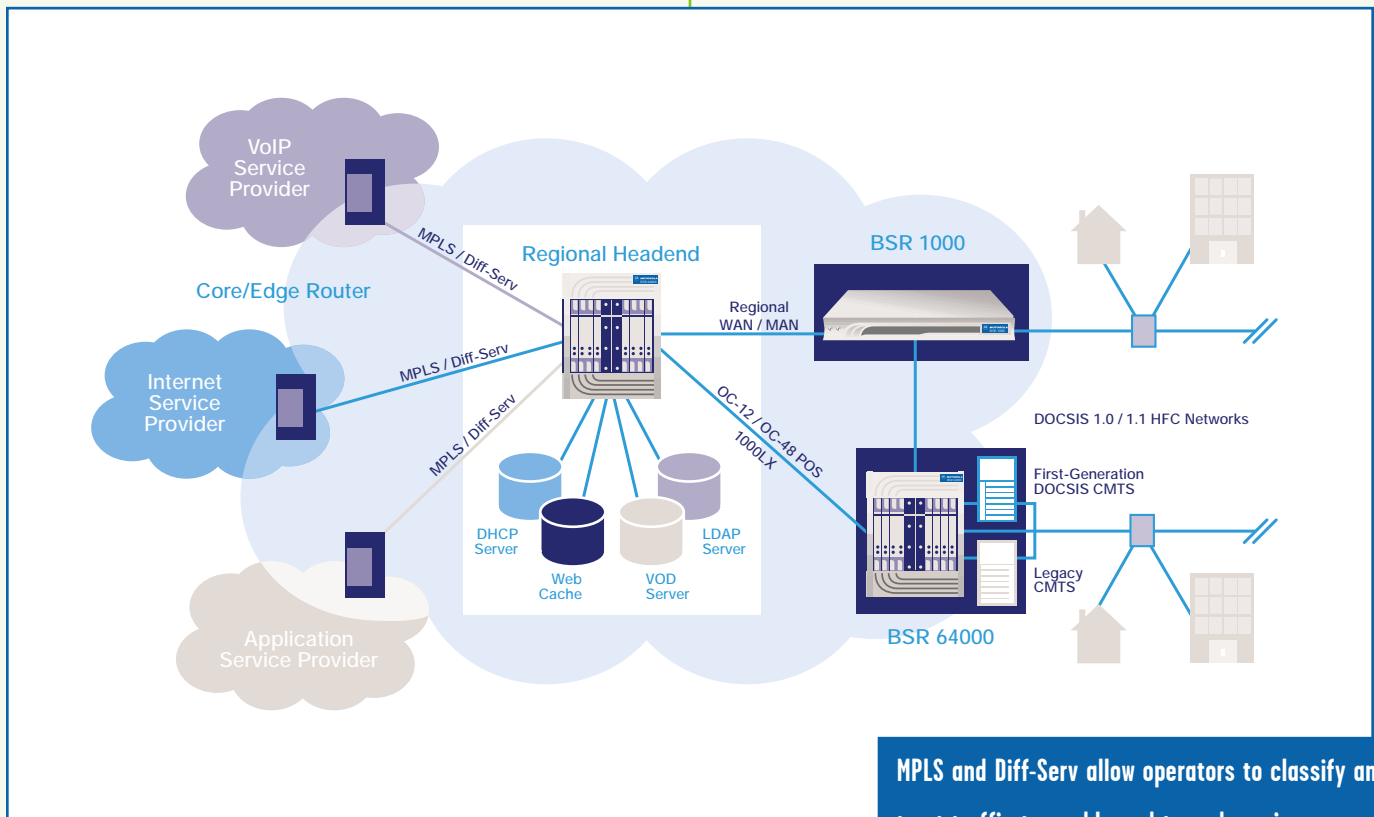 VoIP
Service
Provider
Core/Edge Router
Internet
Service
Provider
Application
Service Provider
MPLS / Diff-Serv
MPLS / Diff-Serv
MPLS / Diff-Serv
Regional Headend
DHCP
Server
Web
Cache
VOD
Server
LDAP
Server
Regional
WAN / MAN
OC-12 / OC-48 POS
1000LX
BSR 1000
DOCSIS 1.0 / 1.1 HFC Networks
First-Generation
DOCSIS CMTS
Legacy
CMTS
BSR 64000
MPLS and Diff-Serv allow operators to classify an